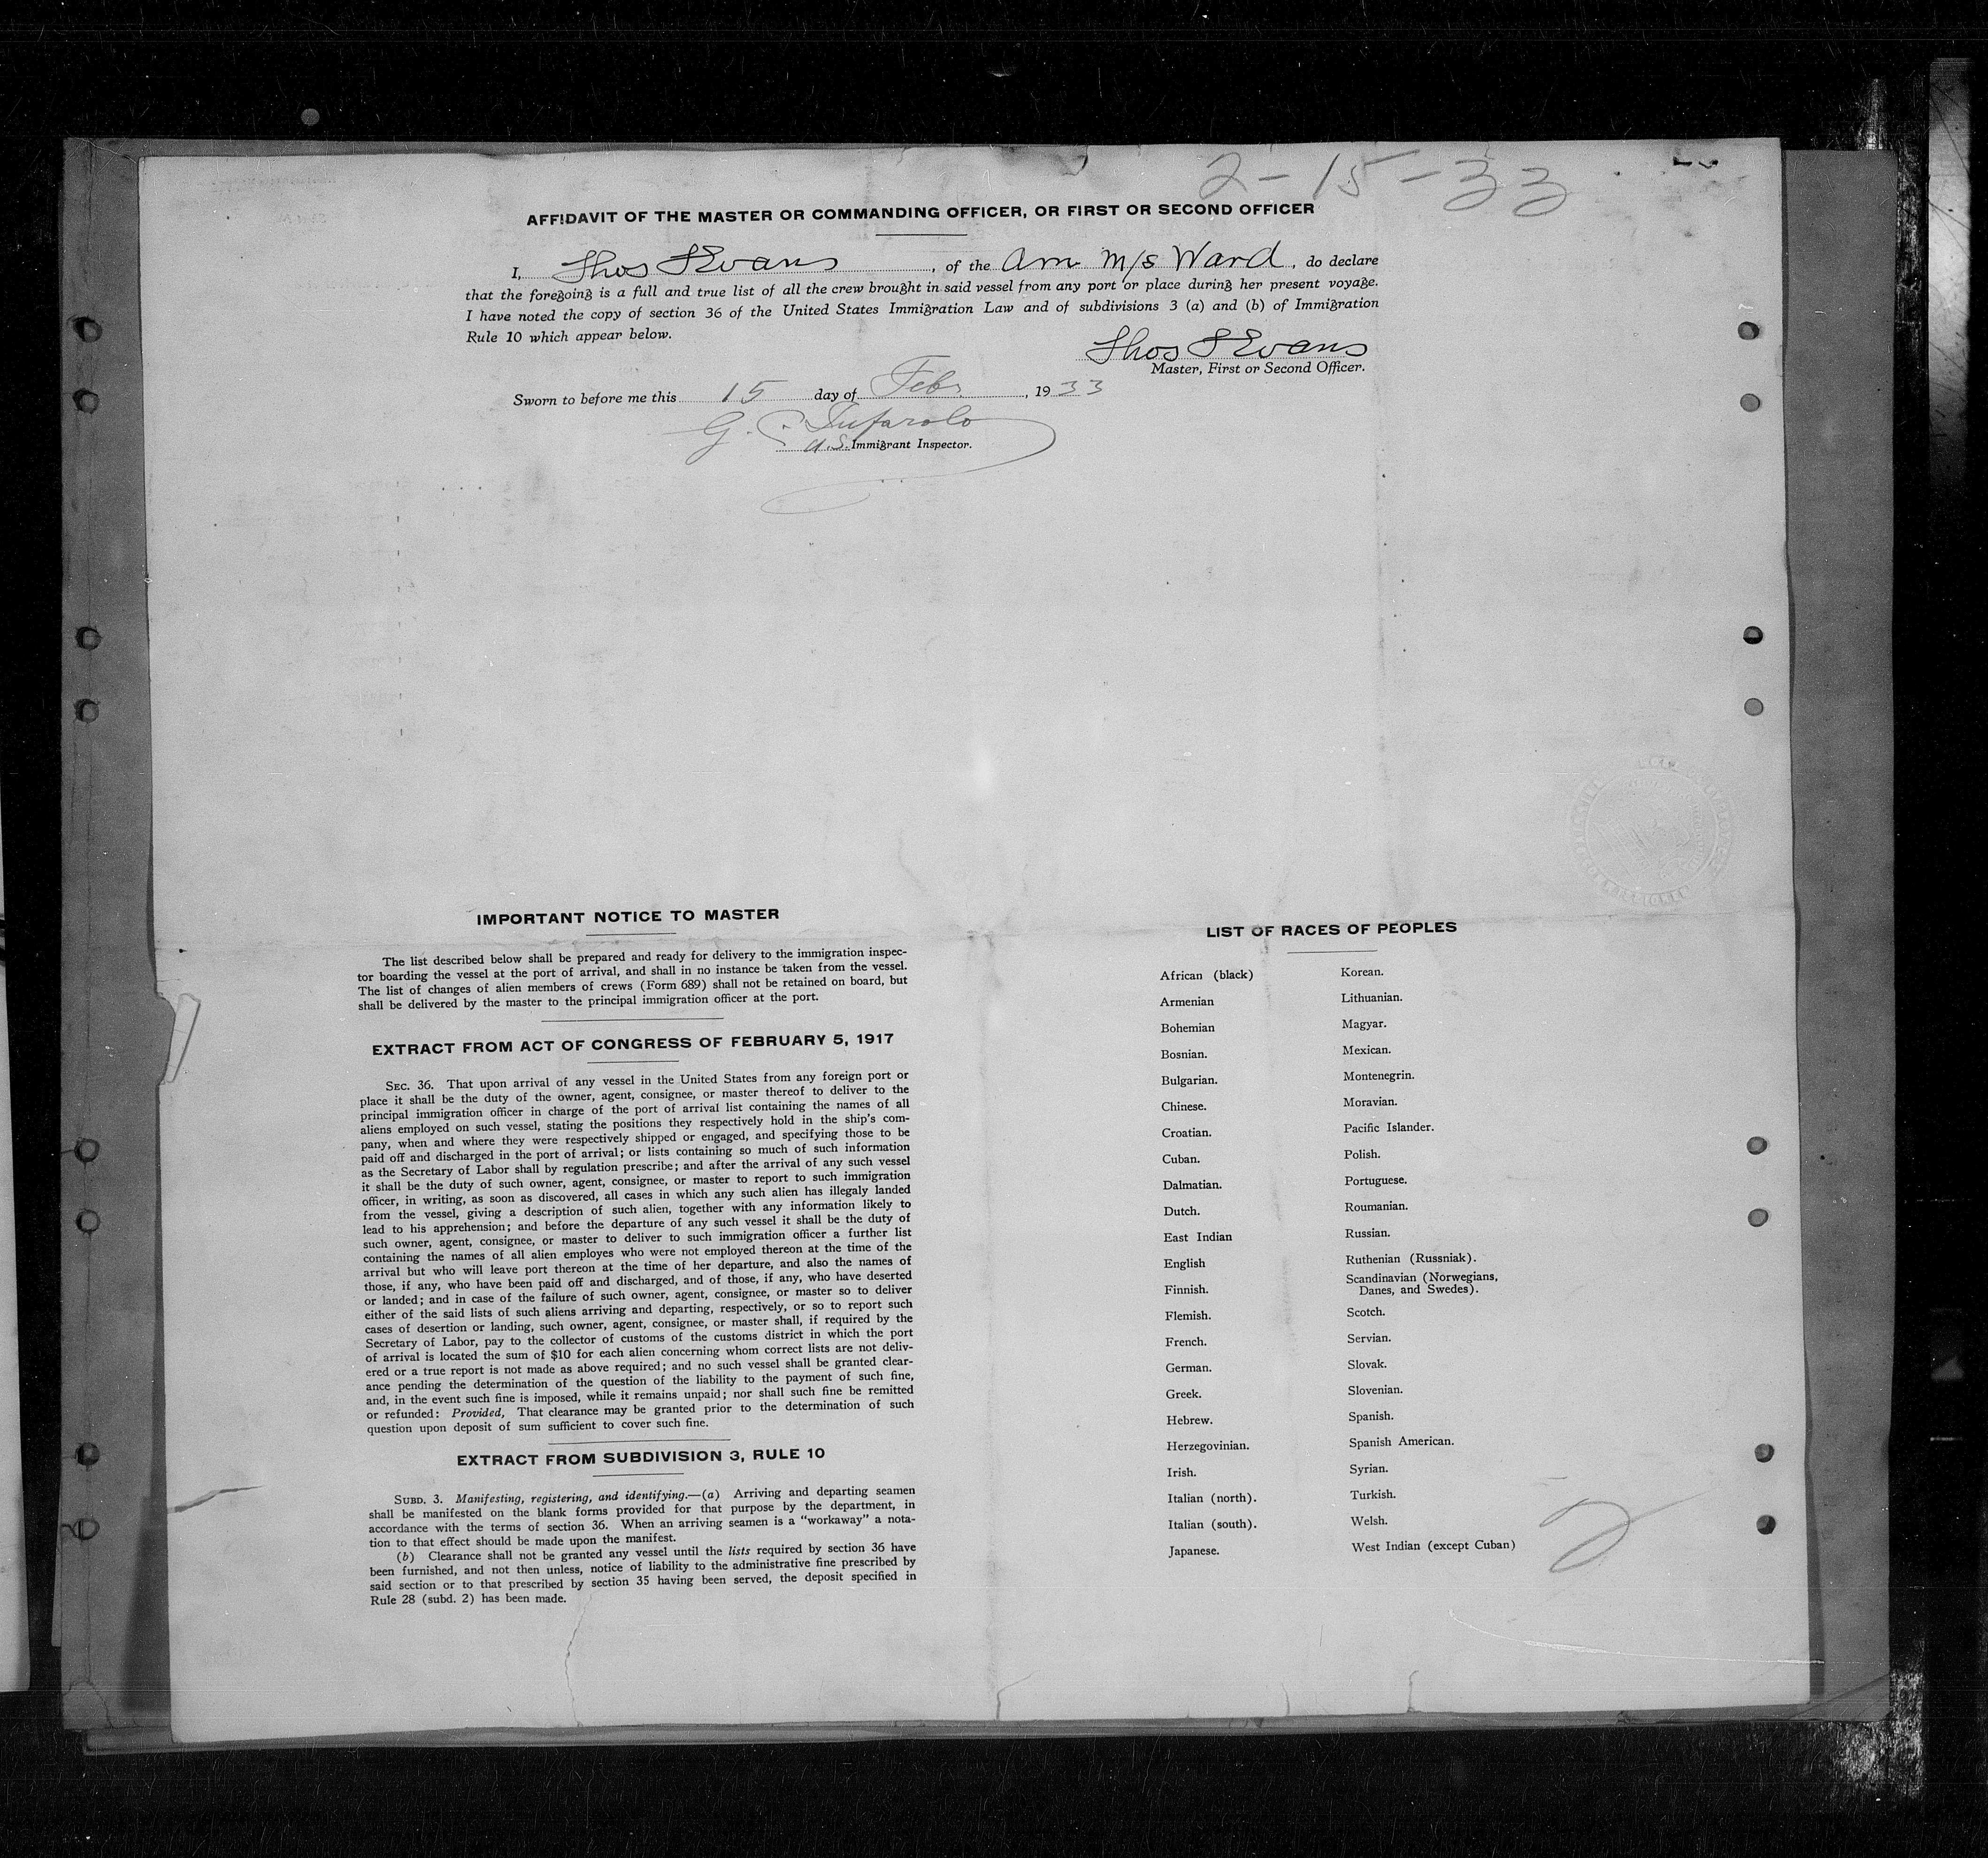 2-15-33
AFFIDAVIT OF THE MASTER OR COMMANDING OFFICER, OR FIRST OR SECOND OFFICER
I, Thos S Evans, of the Am M/s Ward, do declare
that the foregoing is a full and true list of all the crew brought in said vessel from any port or place during her present voyage.
I have noted the copy of section 36 of the United States Immigration Law and of subdivisions 3 (a) and (b) of Immigration
Rule 10 which appear below.
Thos S Evans
Master, First or Second Officer.
Sworn to before me this 15 day of Feb, 1933
G. C. Tufarolo
U.S. Immigrant Inspector.
IMPORTANT NOTICE TO MASTER
The list described below shall be prepared and ready for delivery to the immigration inspec-
tor boarding the vessel at the port of arrival, and shall in no instance be taken from the vessel.
The list of changes of alien members of crews (Form 689) shall not be retained on board, but
shall be delivered by the master to the principal immigration officer at the port.
EXTRACT FROM ACT OF CONGRESS OF FEBRUARY 5, 1917
SEC. 36. That upon arrival of any vessel in the United States from any foreign port or
place it shall be the duty of the owner, agent, consignee, or master thereof to deliver to the
principal immigration officer in charge of the port of arrival list containing the names of all
aliens employed on such vessel, stating the positions they respectively hold in the ship's com-
pany, when and where they were respectively shipped or engaged, and specifying those to be
paid off and discharged in the port of arrival; or lists containing so much of such information
as the Secretary of Labor shall by regulation prescribe; and after the arrival of any such vessel
it shall be the duty of such owner, agent, consignee, or master to report to such immigration
officer, in writing, as soon as discovered, all cases in which any such alien has illegaly landed
from the vessel, giving a description of such alien, together with any information likely to
lead to his apprehension; and before the departure of any such vessel it shall be the duty of
such owner, agent, consignee, or master to deliver to such immigration officer a further list
containing the names of all alien employes who were not employed thereon at the time of the
arrival but who will leave port thereon at the time of her departure, and also the names of
those, if any, who have been paid off and discharged, and of those, if any, who have deserted
or landed; and in case of the failure of such owner, agent, consignee, or master so to deliver
either of the said lists of such aliens arriving and departing, respectively, or so to report such
cases of desertion or landing, such owner, agent, consignee, or master shall, if required by the
Secretary of Labor, pay to the collector of customs of the customs district in which the port
of arrival is located the sum of $10 for each alien concerning whom correct lists are not deliv-
ered or a true report is not made as above required; and no such vessel shall be granted clear-
ance pending the determination of the question of the liability to the payment of such fine,
and, in the event such fine is imposed, while it remains unpaid; nor shall such fine be remitted
or refunded: Provided, That clearance may be granted prior to the determination of such
question upon deposit of sum sufficient to cover such fine.
EXTRACT FROM SUBDIVISION 3, RULE 10
SUBD. 3. Manifesting, registering, and identifying.—(a) Arriving and departing seamen
shall be manifested on the blank forms provided for that purpose by the department, in
accordance with the terms of section 36. When an arriving seamen is a "workaway" a nota-
tion to that effect should be made upon the manifest.
(b) Clearance shall not be granted any vessel until the lists required by section 36 have
been furnished, and not then unless, notice of liability to the administrative fine prescribed by
said section or to that prescribed by section 35 having been served, the deposit specified in
Rule 28 (subd. 2) has been made.
LIST OF RACES OF PEOPLES
African (black)
Armenian
Bohemian
Bosnian.
Bulgarian.
Chinese.
Croatian.
Cuban.
Dalmatian.
Dutch.
East Indian
English
Finnish.
Flemish.
French.
German.
Greek.
Hebrew.
Herzegovinian.
Irish.
Italian (north).
Italian (south).
Japanese.
Korean.
Lithuanian.
Magyar.
Mexican.
Montenegrin.
Moravian.
Pacific Islander.
Polish.
Portuguese.
Roumanian.
Russian.
Ruthenian (Russniak).
Scandinavian (Norwegians,
Danes, and Swedes).
Scotch.
Servian.
Slovak.
Slovenian.
Spanish.
Spanish American.
Syrian.
Turkish.
Welsh.
West Indian (except Cuban)
2